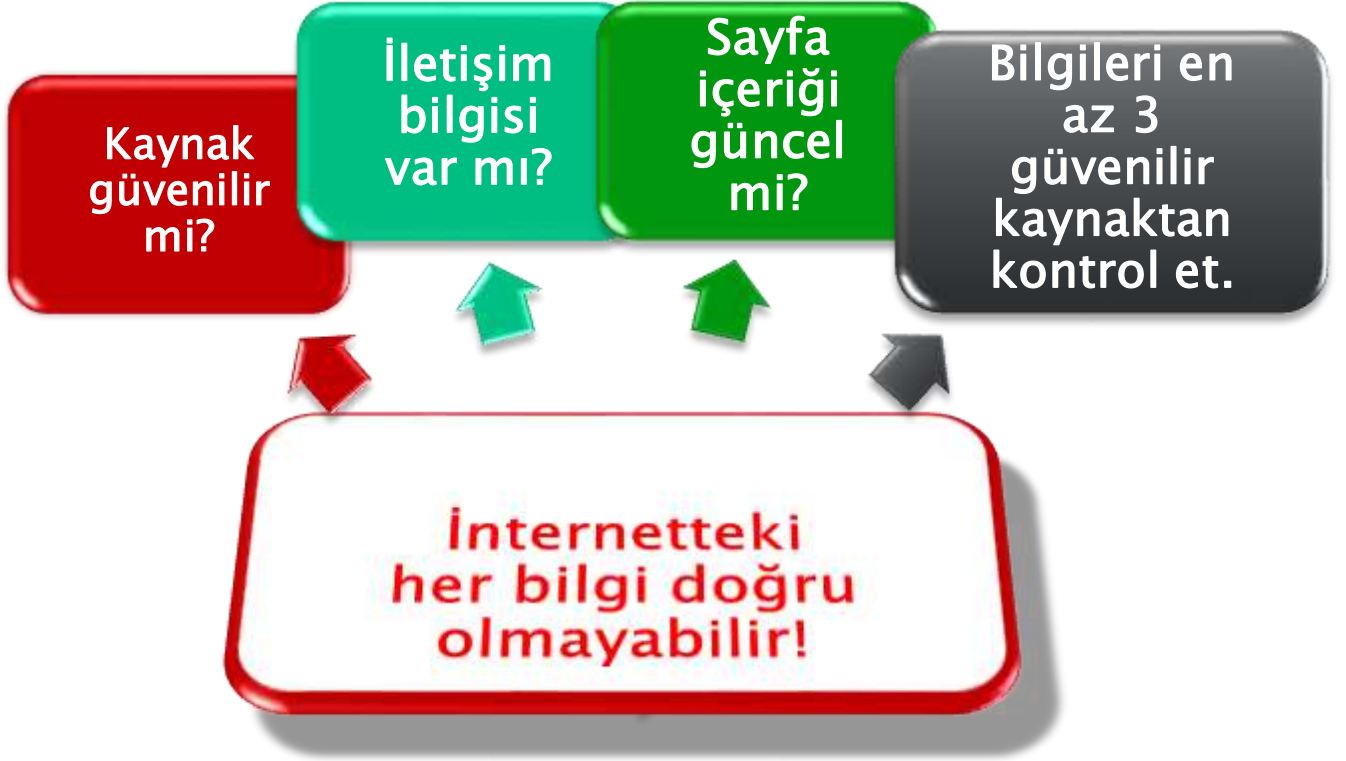 Kaynak
güvenilir
mi?
İletişim
bilgisi
var mı?
Sayfa
içeriği
güncel
mi?
Bilgileri en
az 3
güvenilir
kaynaktan
kontrol et.
İnternetteki
her bilgi doğru
olmayabilir!